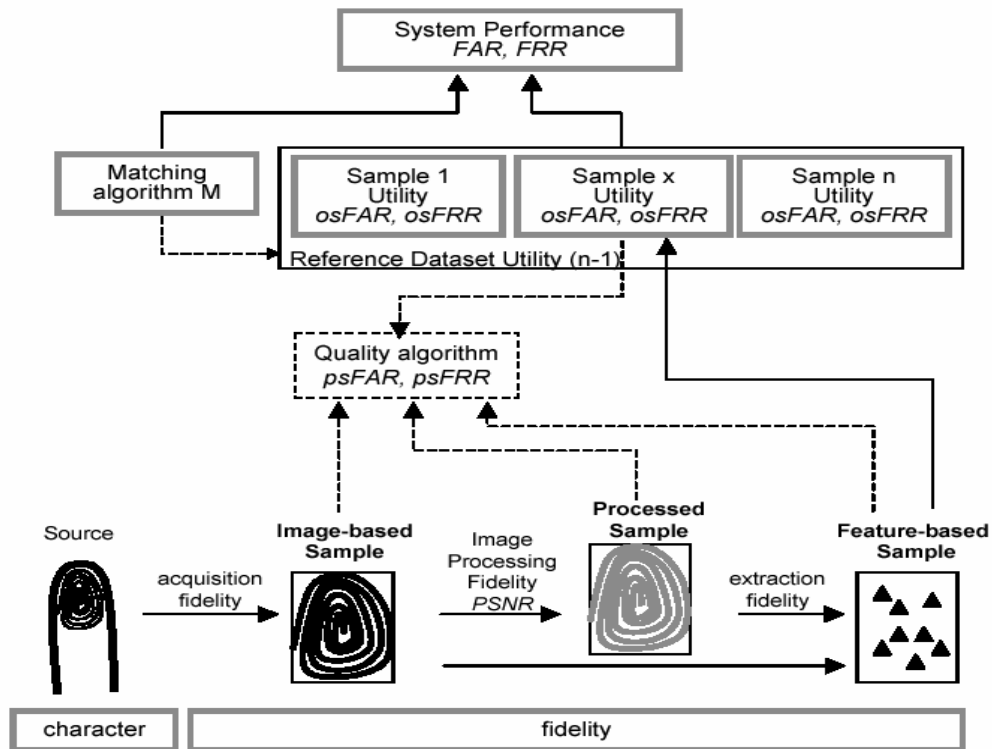 System Performance
FAR, FRR
Matching
algorithm M
Sample 1
Utility
osFAR, osFRR
Sample x
Utility
osFAR, osFRR
Sample n
Utility
osFAR, osFRR
Reference Dataset Utility (n-1)
Quality algorithm
psFAR, psFRR
Source
acquisition
fidelity
Image-based
Sample
Image
Processing
Fidelity
PSNR
Processed
Sample
extraction
fidelity
Feature-based
Sample
character
fidelity